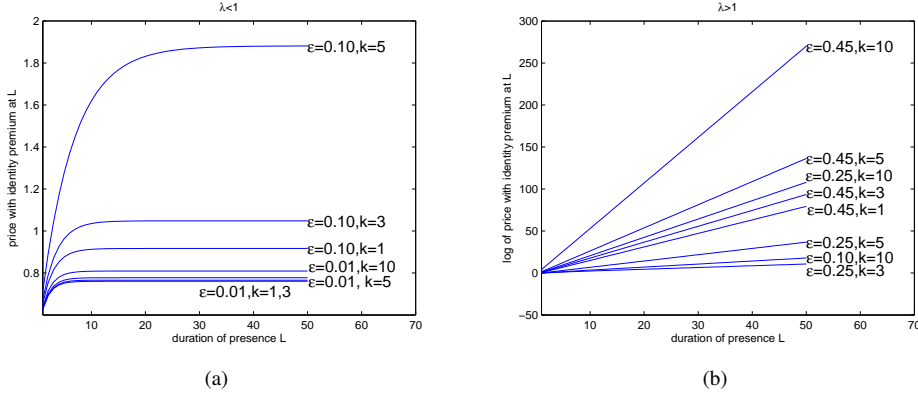 λ<1
2
1.8
1.6
1.4
1.2
1
0.8
10
20
30
40
50
60
70
price with identity premium at L
duration of presence L
ε=0.10,k=5
ε=0.10,k=3
ε=0.10,k=1
ε=0.01,k=10
ε=0.01, k=5
ε=0.01,k=1,3
(a)
λ>1
300
250
200
150
100
50
0
−50
10
20
30
40
50
60
70
log of price with identity premium at L
duration of presence L
ε=0.45,k=10
ε=0.45,k=5
ε=0.25,k=10
ε=0.45,k=3
ε=0.45,k=1
ε=0.25,k=5
ε=0.10,k=10
ε=0.25,k=3
(b)